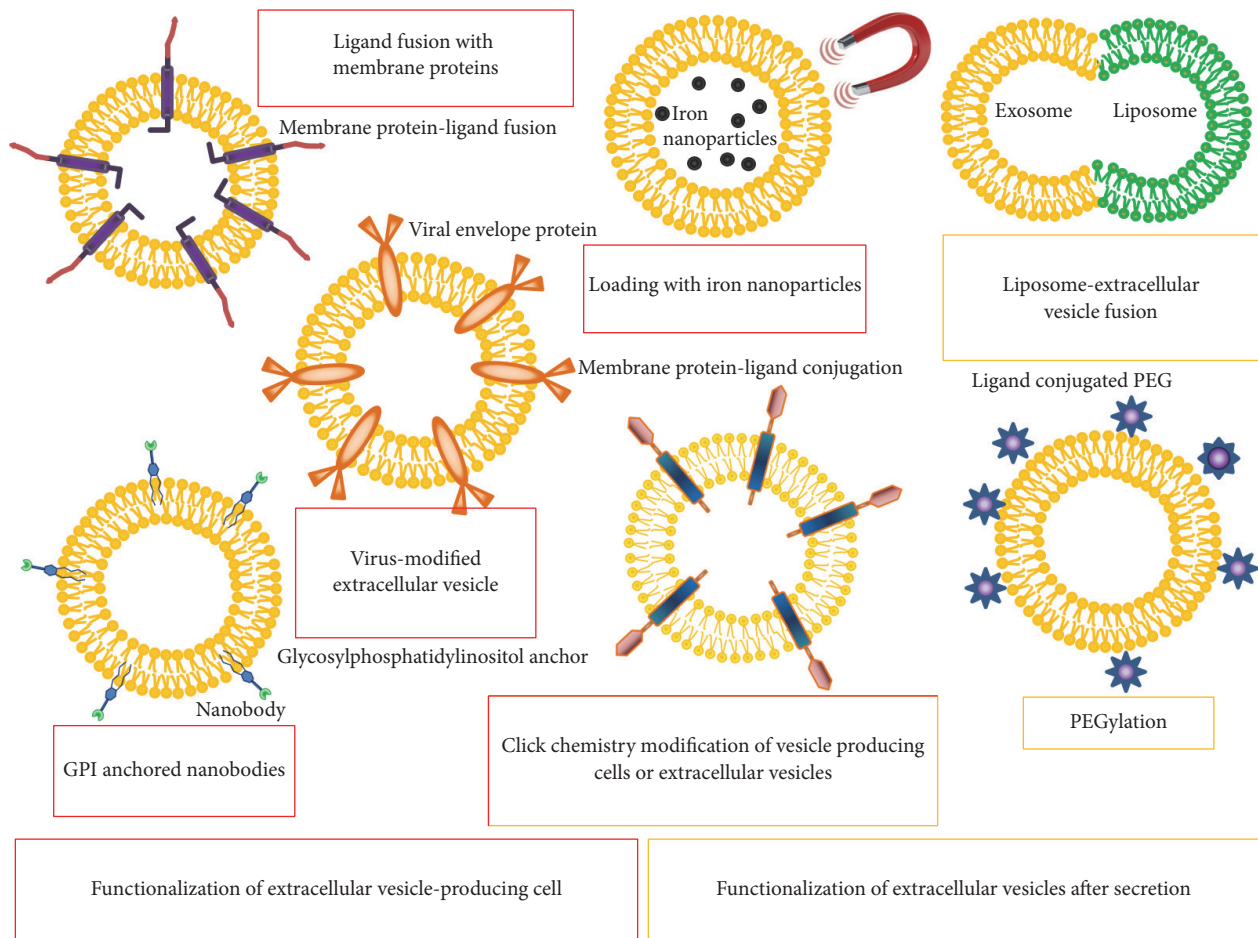 Ligand fusion with
membrane proteins
Membrane protein-ligand fusion
Iron
nanoparticles
Exosome
Liposome
Viral envelope protein
Loading with iron nanoparticles
Liposome-extracellular
vesicle fusion
Membrane protein-ligand conjugation
Ligand conjugated PEG
Virus-modified
extracellular vesicle
Glycosylphosphatidylinositol anchor
Nanobody
GPI anchored nanobodies
Click chemistry modification of vesicle producing
cells or extracellular vesicles
PEGylation
Functionalization of extracellular vesicle-producing cell
Functionalization of extracellular vesicles after secretion